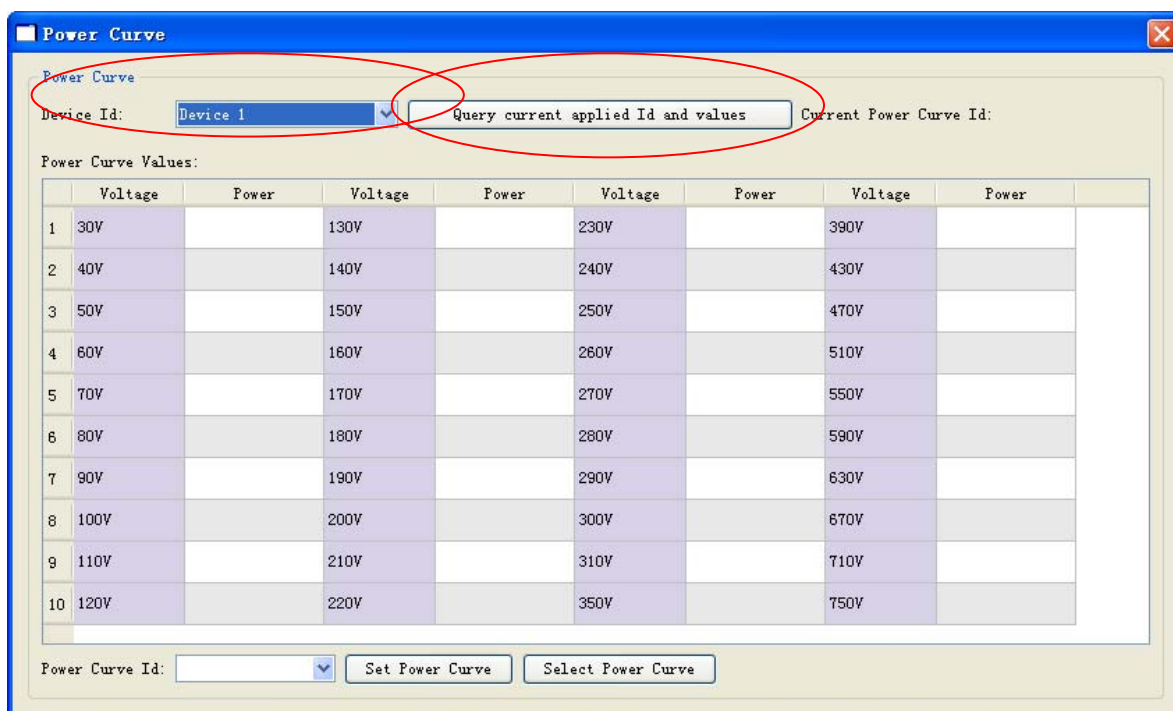 Power Curve
Power Curve
Device Id: Device 1 Query current applied Id and values Current Power Curve Id:
Power Curve Values:
Voltage Power Voltage Power Voltage Power Voltage Power
1 30V 130V 230V 390V
2 40V 140V 240V 430V
3 50V 150V 250V 470V
4 60V 160V 260V 510V
5 70V 170V 270V 550V
6 80V 180V 280V 590V
7 90V 190V 290V 630V
8 100V 200V 300V 670V
9 110V 210V 310V 710V
10 120V 220V 350V 750V
Power Curve Id: Set Power Curve Select Power Curve